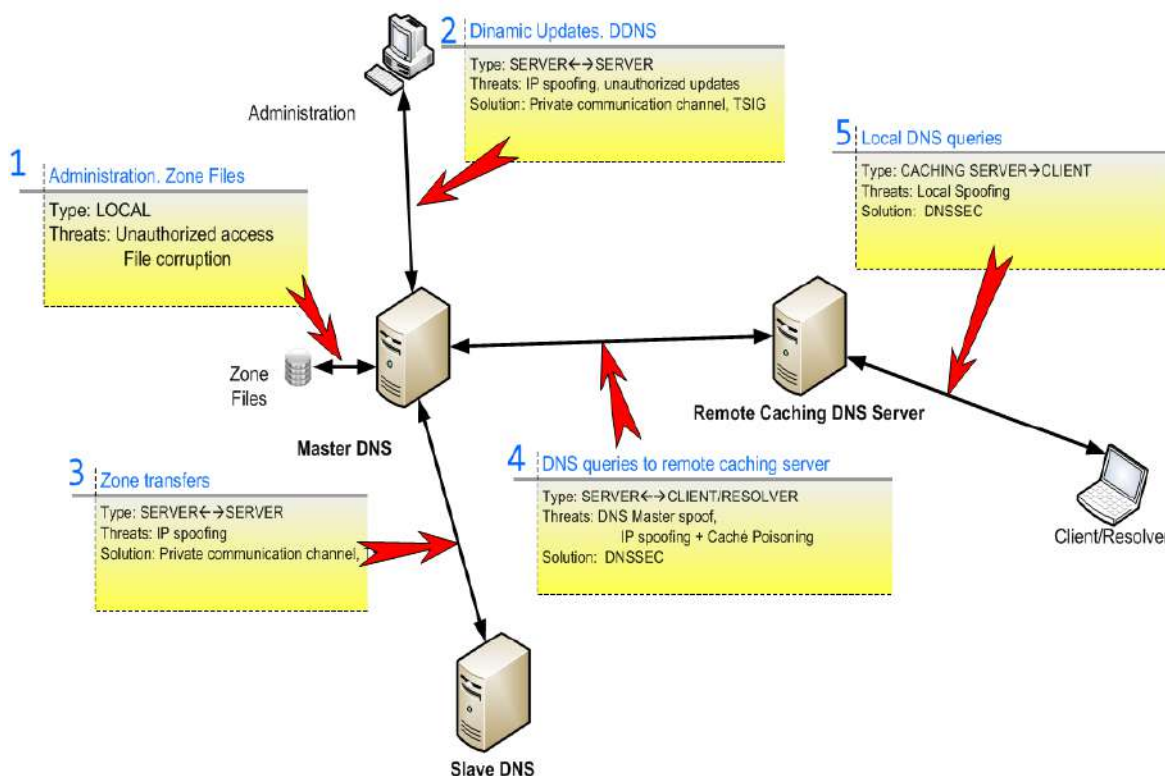 1 Administration. Zone Files
Type: LOCAL
Threats: Unauthorized access
File corruption
2 Dinamic Updates. DDNS
Type: SERVER←→SERVER
Threats: IP spoofing, unauthorized updates
Solution: Private communication channel, TSIG
Administration
5 Local DNS queries
Type: CACHING SERVER→CLIENT
Threats: Local Spoofing
Solution: DNSSEC
Zone
Files
Master DNS
Remote Caching DNS Server
3 Zone transfers
Type: SERVER←→SERVER
Threats: IP spoofing
Solution: Private communication channel,
4 DNS queries to remote caching server
Type: SERVER←→CLIENT/RESOLVER
Threats: DNS Master spoof,
IP spoofing + Caché Poisoning
Solution: DNSSEC
Client/Resolver
Slave DNS